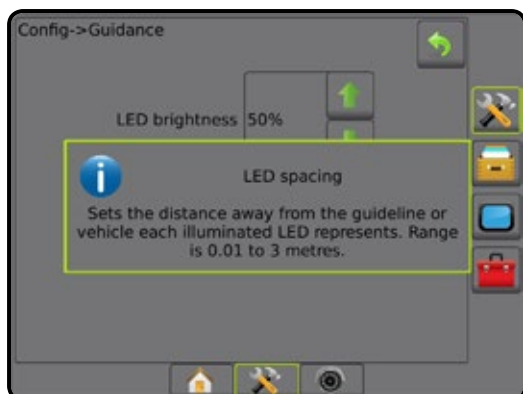 Config->Guidance
LED brightness 50%
LED spacing
Sets the distance away from the guideline or
vehicle each illuminated LED represents. Range
is 0.01 to 3 metres.